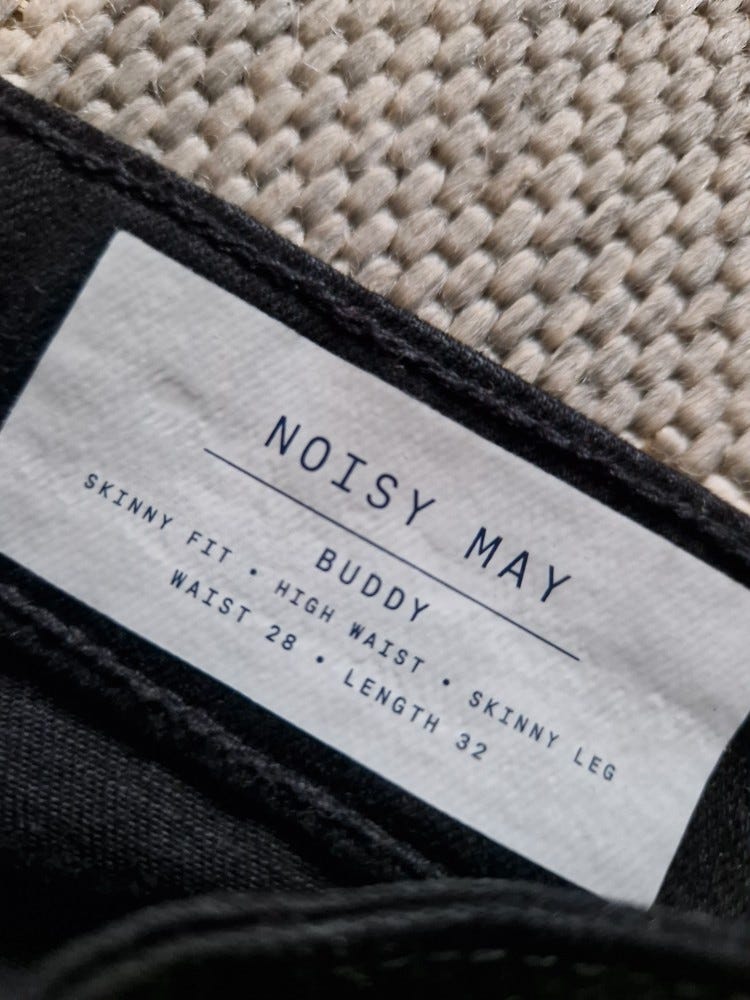 NOISY MAY
BUDDY
SKINNY FIT • HIGH WAIST • SKINNY LEG
WAIST 28 • LENGTH 32